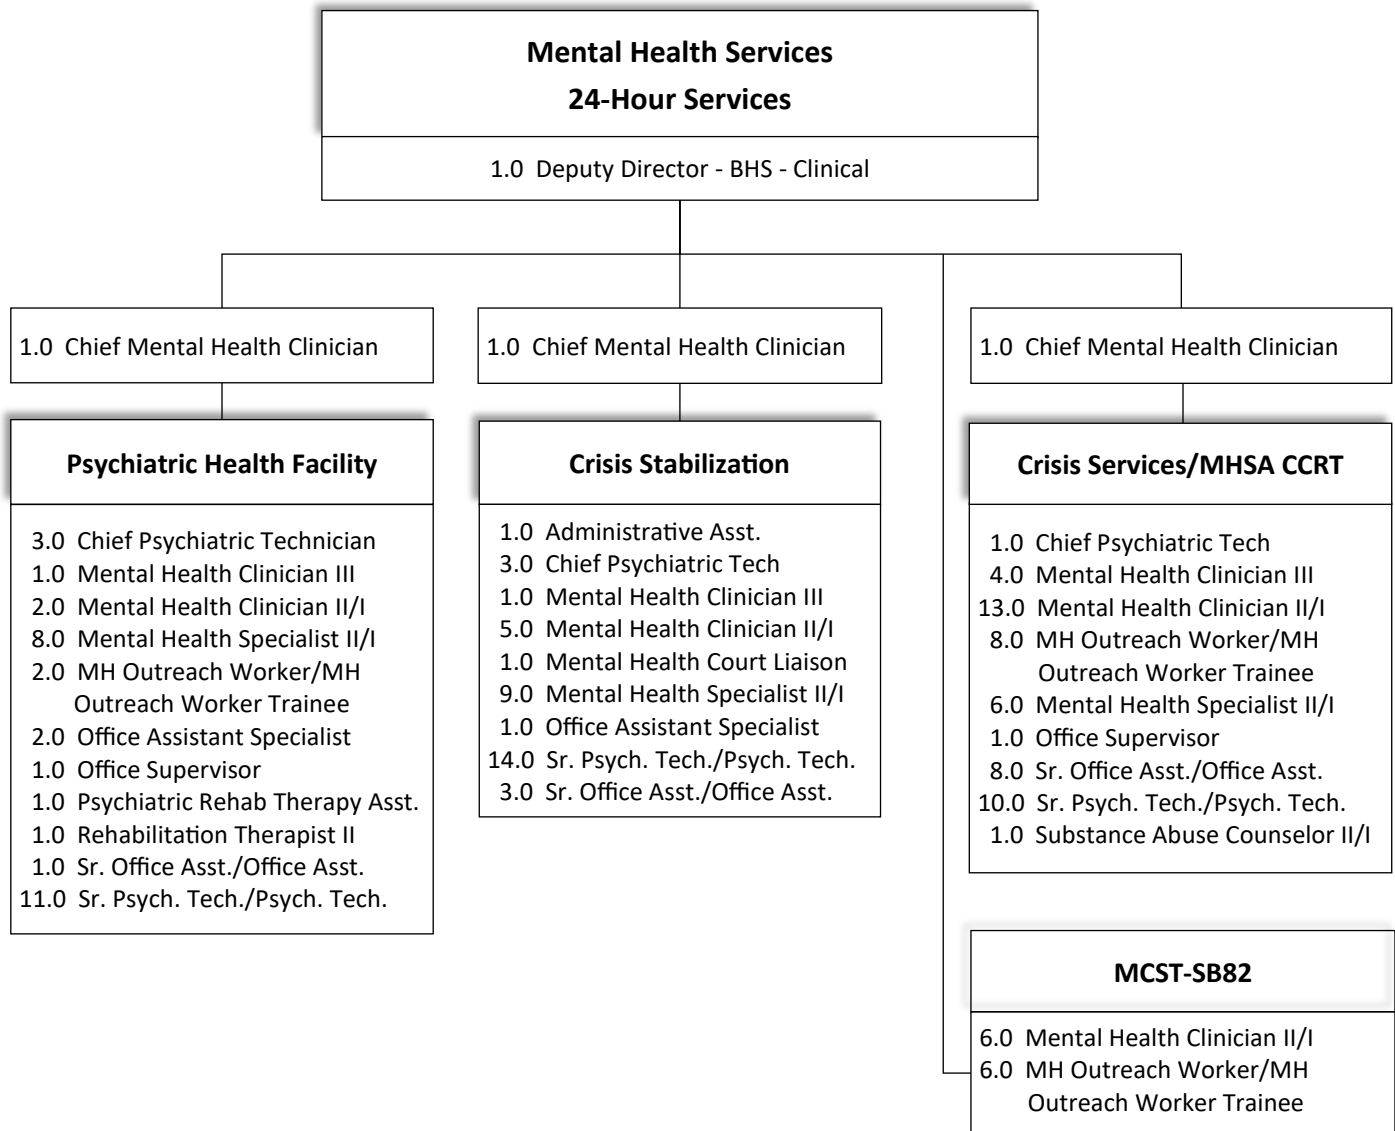 Mental Health Services
24-Hour Services
1.0 Deputy Director - BHS - Clinical
1.0 Chief Mental Health Clinician
Psychiatric Health Facility
3.0 Chief Psychiatric Technician
1.0 Mental Health Clinician III
2.0 Mental Health Clinician II/I
8.0 Mental Health Specialist II/I
2.0 MH Outreach Worker/MH
Outreach Worker Trainee
2.0 Office Assistant Specialist
1.0 Office Supervisor
1.0 Psychiatric Rehab Therapy Asst.
1.0 Rehabilitation Therapist II
1.0 Sr. Office Asst./Office Asst.
11.0 Sr. Psych. Tech./Psych. Tech.
1.0 Chief Mental Health Clinician
Crisis Stabilization
1.0 Administrative Asst.
3.0 Chief Psychiatric Tech
1.0 Mental Health Clinician III
5.0 Mental Health Clinician II/I
1.0 Mental Health Court Liaison
9.0 Mental Health Specialist II/I
1.0 Office Assistant Specialist
14.0 Sr. Psych. Tech./Psych. Tech.
3.0 Sr. Office Asst./Office Asst.
1.0 Chief Mental Health Clinician
Crisis Services/MHSA CCRT
1.0 Chief Psychiatric Tech
4.0 Mental Health Clinician III
13.0 Mental Health Clinician II/I
8.0 MH Outreach Worker/MH
Outreach Worker Trainee
6.0 Mental Health Specialist II/I
1.0 Office Supervisor
8.0 Sr. Office Asst./Office Asst.
10.0 Sr. Psych. Tech./Psych. Tech.
1.0 Substance Abuse Counselor II/I
MCST-SB82
6.0 Mental Health Clinician II/I
6.0 MH Outreach Worker/MH
Outreach Worker Trainee